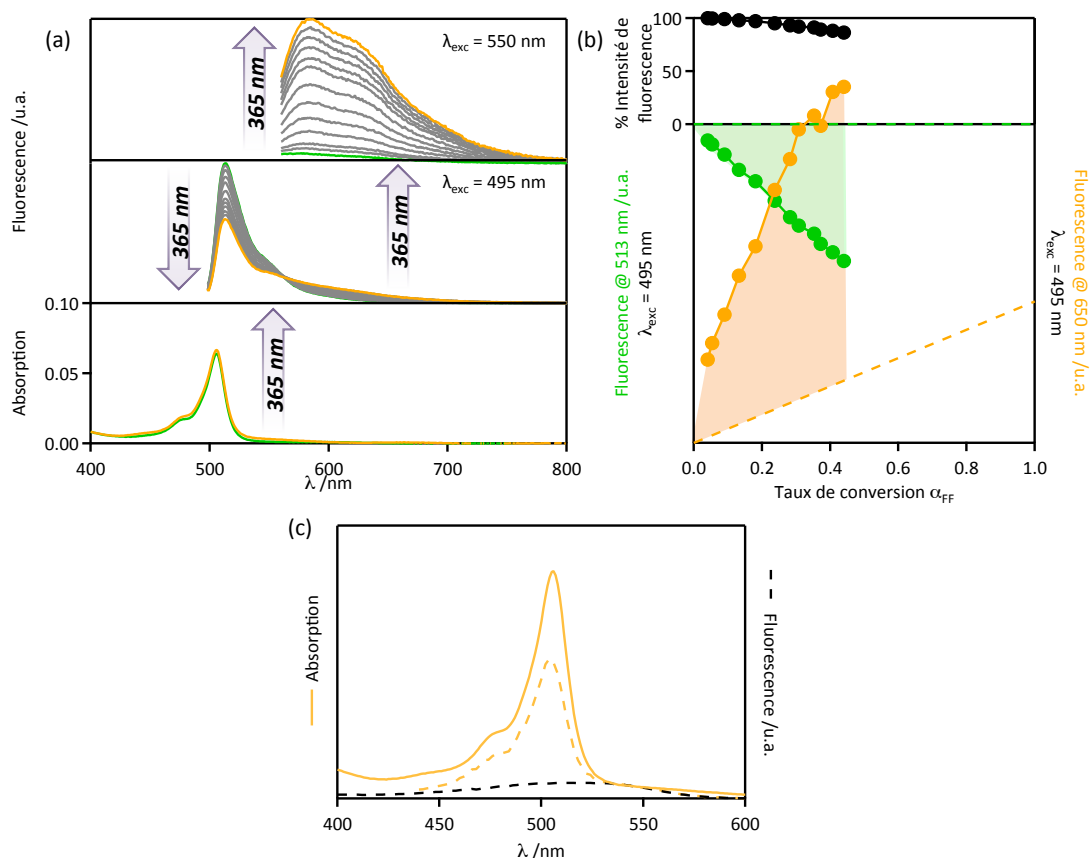 (a)
Fluorescence /u.a.
365 nm
λexc = 550 nm
365 nm
365 nm
λexc = 495 nm
Absorption
0.10
0.05
0.00
365 nm
400
500
600
700
800
λ /nm
(b)
% Intensité de
fluorescence
100
50
0
Fluorescence @ 513 nm /u.a.
λexc = 495 nm
λexc = 495 nm
Fluorescence @ 650 nm /u.a.
0.0
0.2
0.4
0.6
0.8
1.0
Taux de conversion αFF
(c)
Absorption
Fluorescence /u.a.
400
450
500
550
600
λ /nm